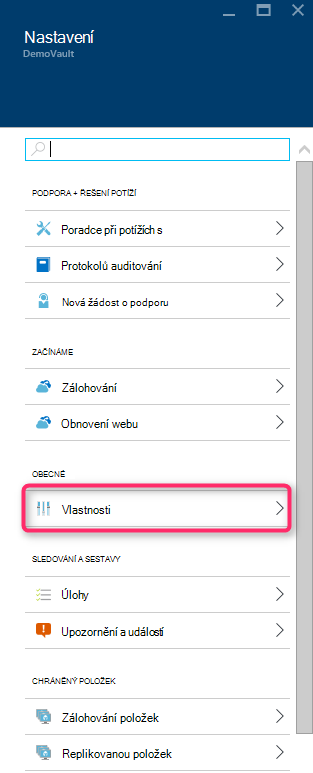 Nastavení
DemoVault
PODPORA + ŘEŠENÍ POTÍŽÍ
Poradce při potížích s
Protokolů auditování
Nová žádost o podporu
ZAČÍNÁME
Zálohování
Obnovení webu
OBECNÉ
Vlastnosti
SLEDOVÁNÍ A SESTAVY
Úlohy
Upozornění a událostí
CHRÁNĚNÝ POLOŽEK
Zálohování položek
Replikovanou položek